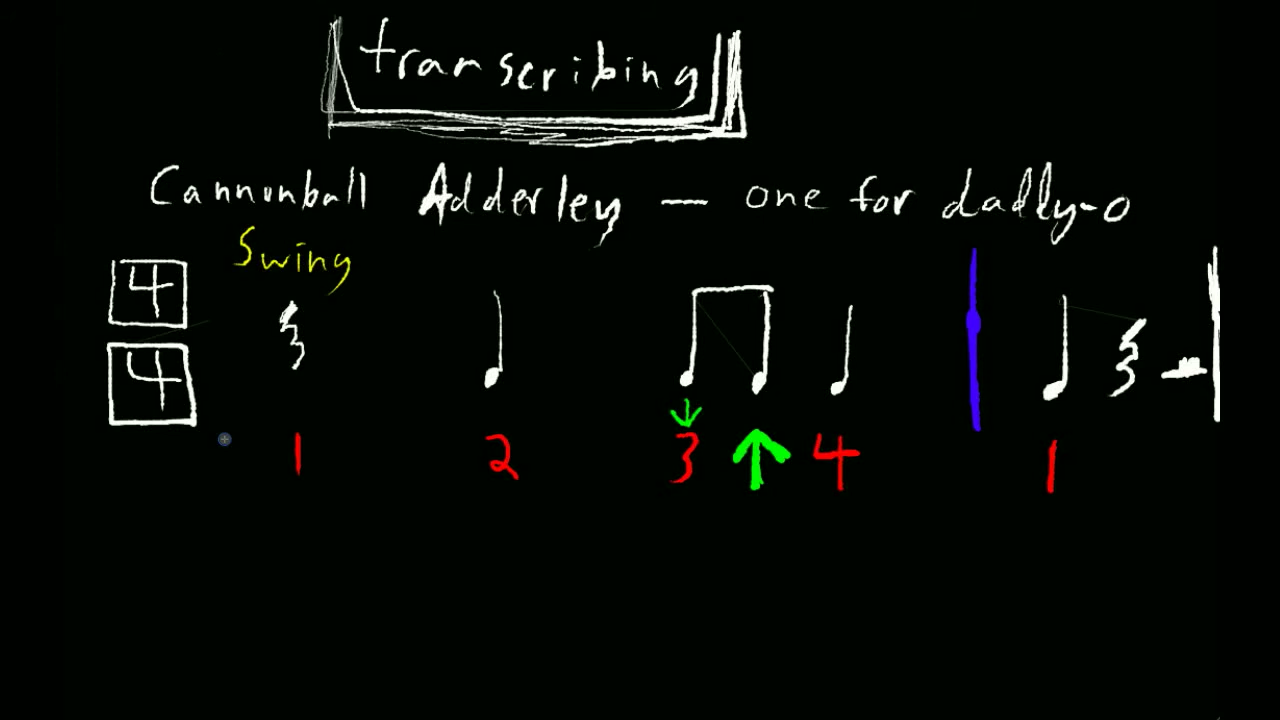 transcribing
Cannonball Adderley — one for daddy-o
Swing
4
4
1 2 3 4 1